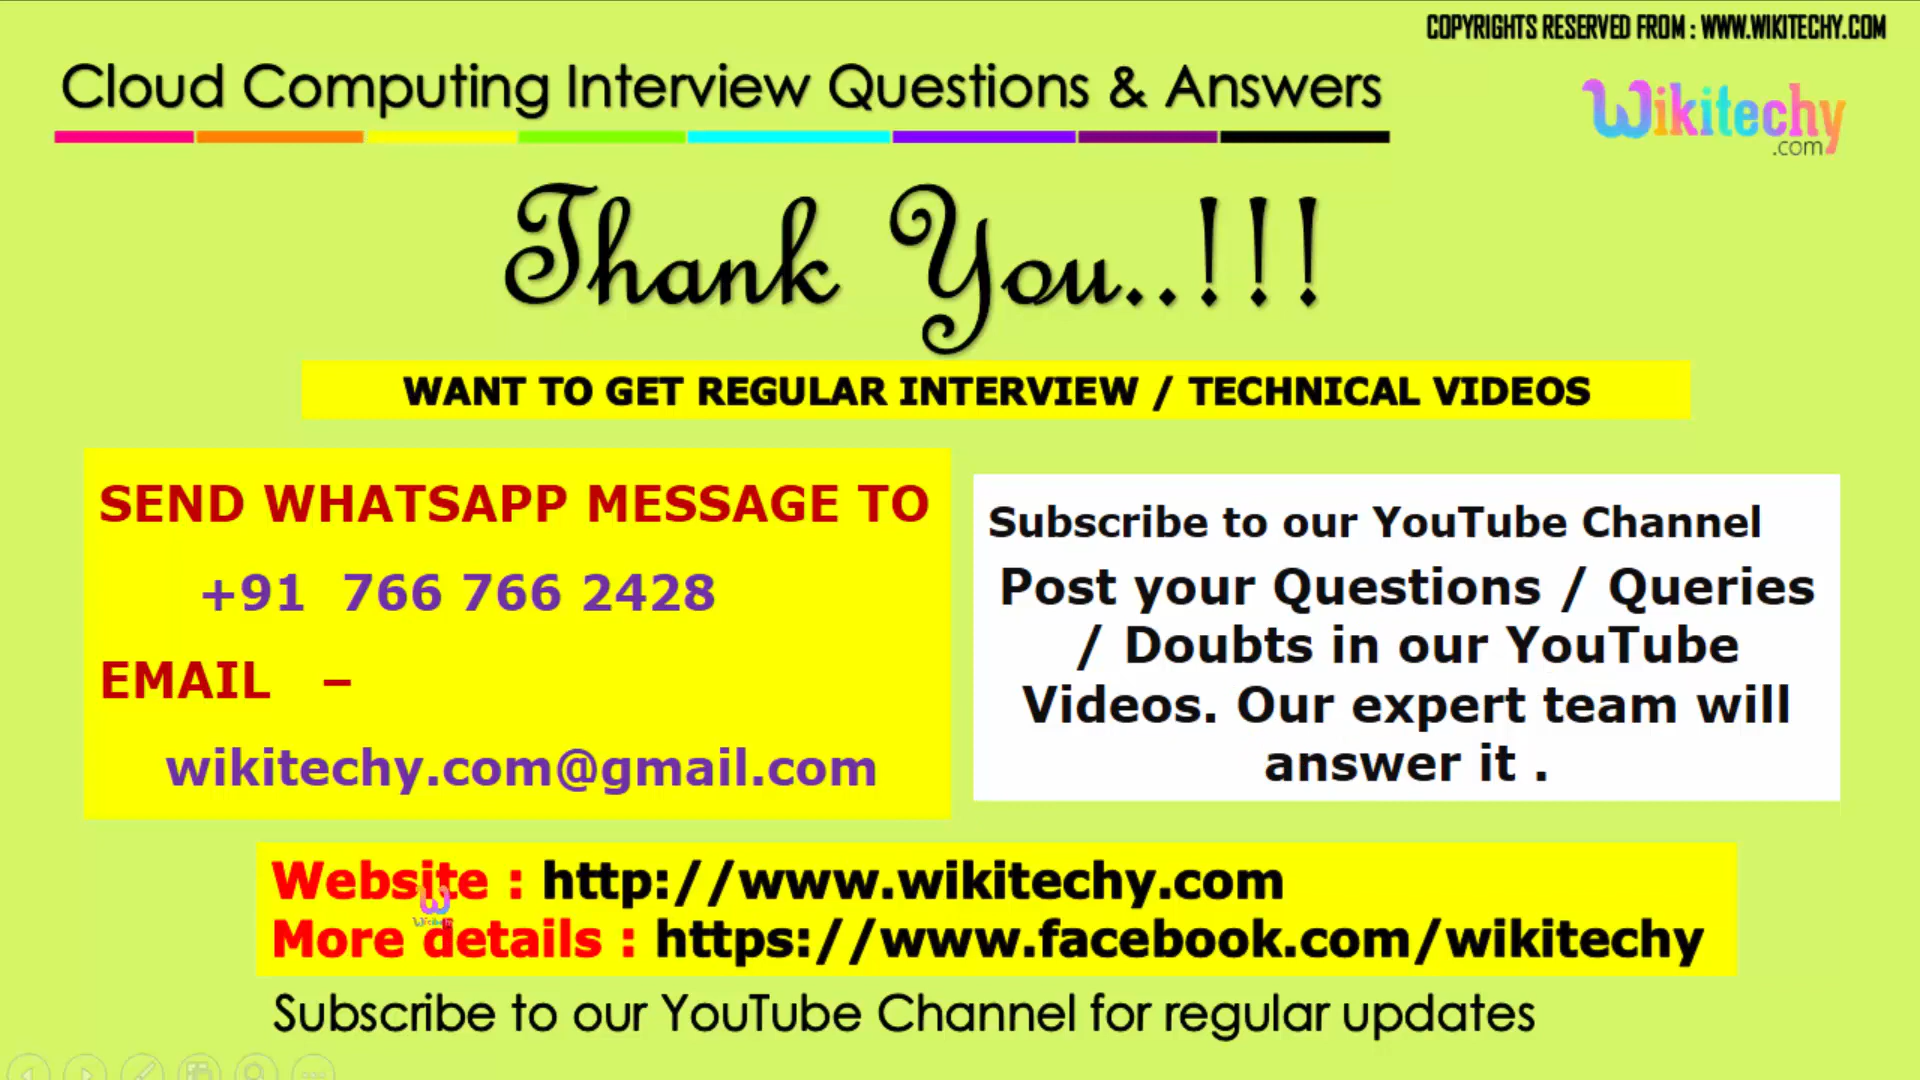 COPYRIGHTS RESERVED FROM : WWW.WIKITECHY.COM
Cloud Computing Interview Questions & Answers
Wikitechy
.com
Thank You..!!!
WANT TO GET REGULAR INTERVIEW / TECHNICAL VIDEOS
SEND WHATSAPP MESSAGE TO
+91 766 766 2428
EMAIL –
wikitechy.com@gmail.com
Subscribe to our YouTube Channel
Post your Questions / Queries
/ Doubts in our YouTube
Videos. Our expert team will
answer it .
Website : http://www.wikitechy.com
More details : https://www.facebook.com/wikitechy
Subscribe to our YouTube Channel for regular updates